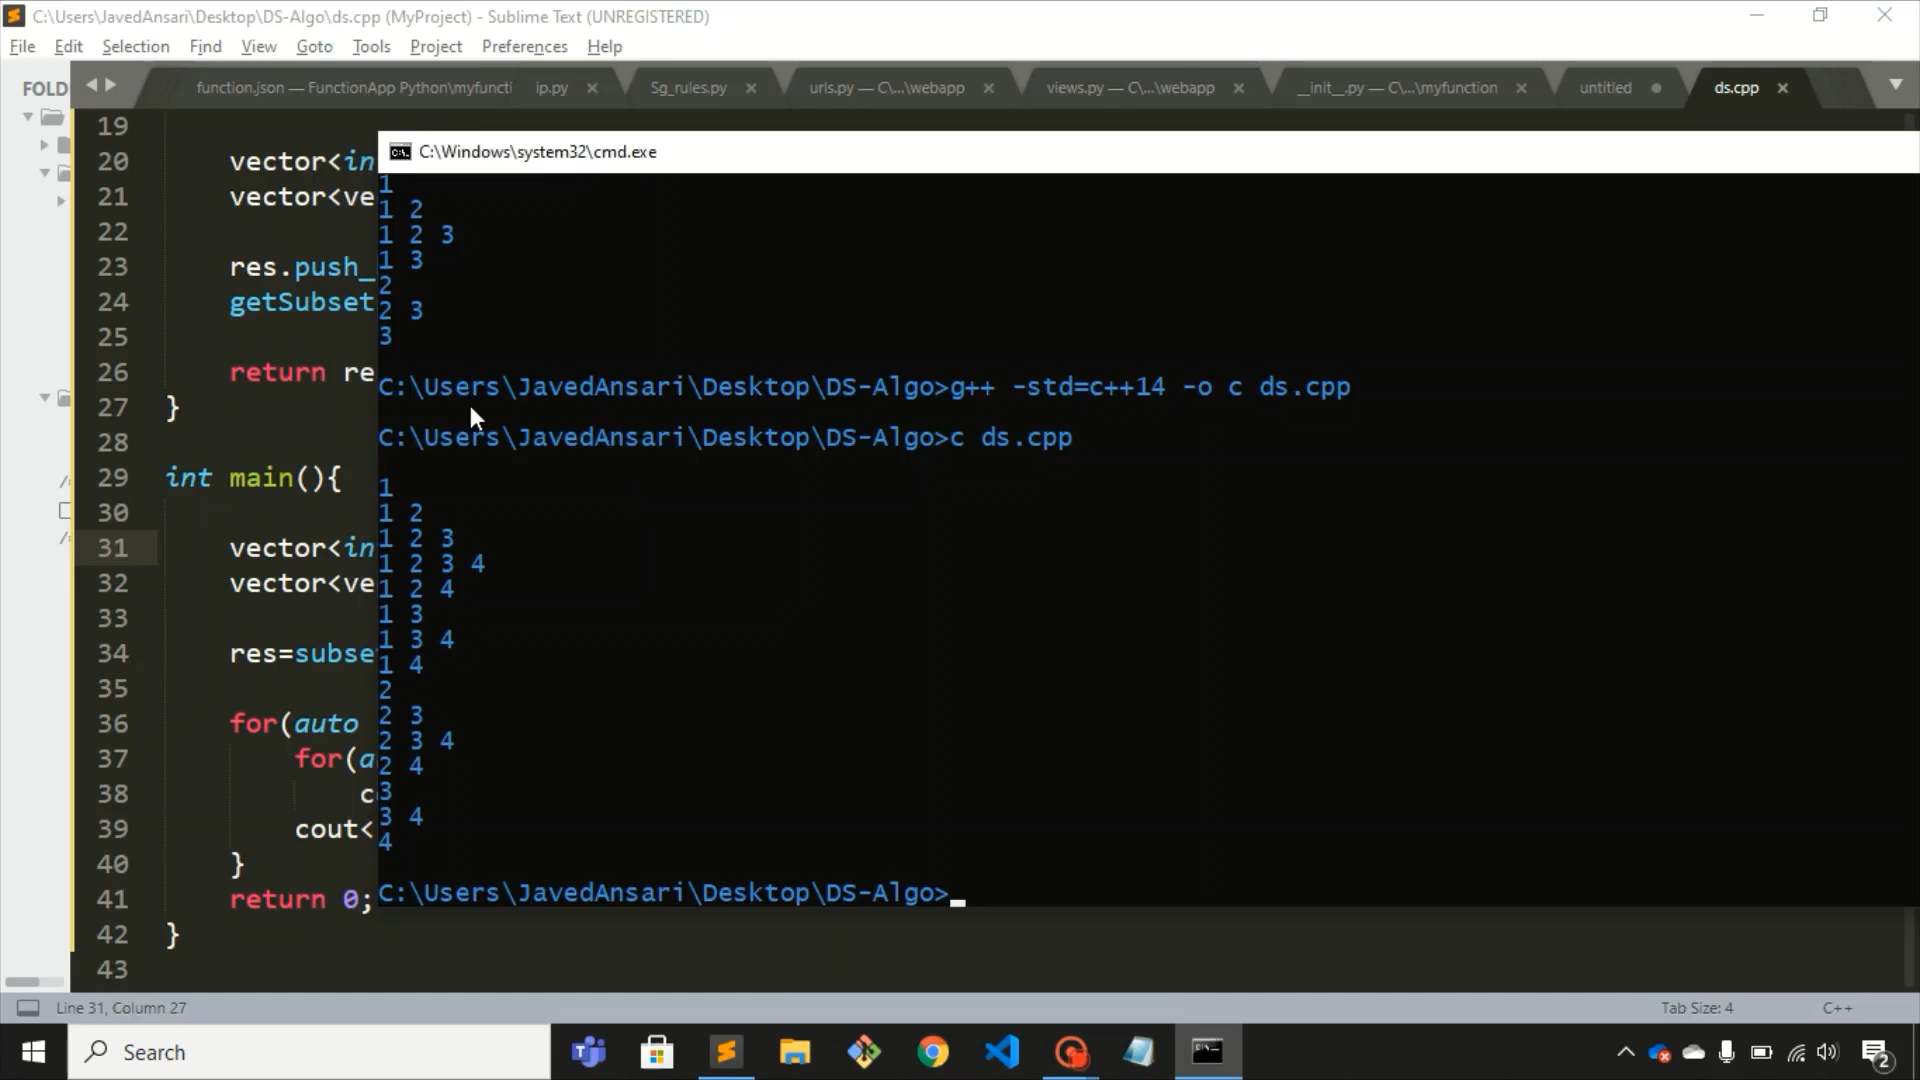 C:\Users\JavedAnsari\Desktop\DS-Algo\ds.cpp (MyProject) - Sublime Text (UNREGISTERED)
File Edit Selection Find View Goto Tools Project Preferences Help
FOLD
function.json — FunctionApp Python\myfuncti ip.py Sg_rules.py urls.py — C\...\webapp views.py — C\...\webapp __init__.py — C\...\myfunction untitled ds.cpp
19
20 vector<in
21 vector<ve
22
23 res.push_
24 getSubset
25
26 return re
27 }
28
29 int main(){
30
31 vector<in
32 vector<ve
33
34 res=subse
35
36 for(auto
37 for(a
38 c
39 cout<
40 }
41 return 0;
42 }
43
C:\Windows\system32\cmd.exe
1
1 2
1 2 3
1 3
2
2 3
3
C:\Users\JavedAnsari\Desktop\DS-Algo>g++ -std=c++14 -o c ds.cpp
C:\Users\JavedAnsari\Desktop\DS-Algo>c ds.cpp
1
1 2
1 2 3
1 2 3 4
1 2 4
1 3
1 3 4
1 4
2
2 3
2 3 4
2 4
3
3 4
4
C:\Users\JavedAnsari\Desktop\DS-Algo>
Line 31, Column 27 Tab Size: 4 C++
Search
2